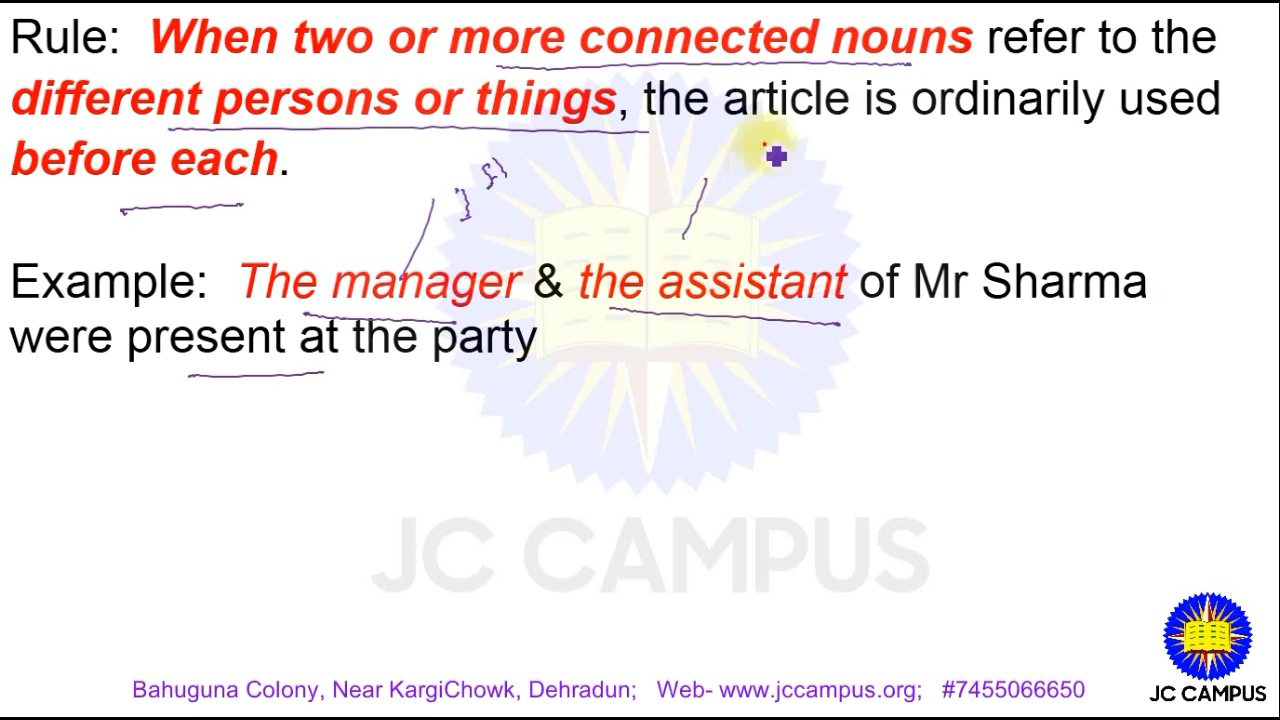 Rule: When two or more connected nouns refer to the
different persons or things, the article is ordinarily used
before each.
Example: The manager & the assistant of Mr Sharma
were present at the party
JC CAMPUS
Bahuguna Colony, Near KargiChowk, Dehradun; Web- www.jccampus.org; #7455066650
JC CAMPUS